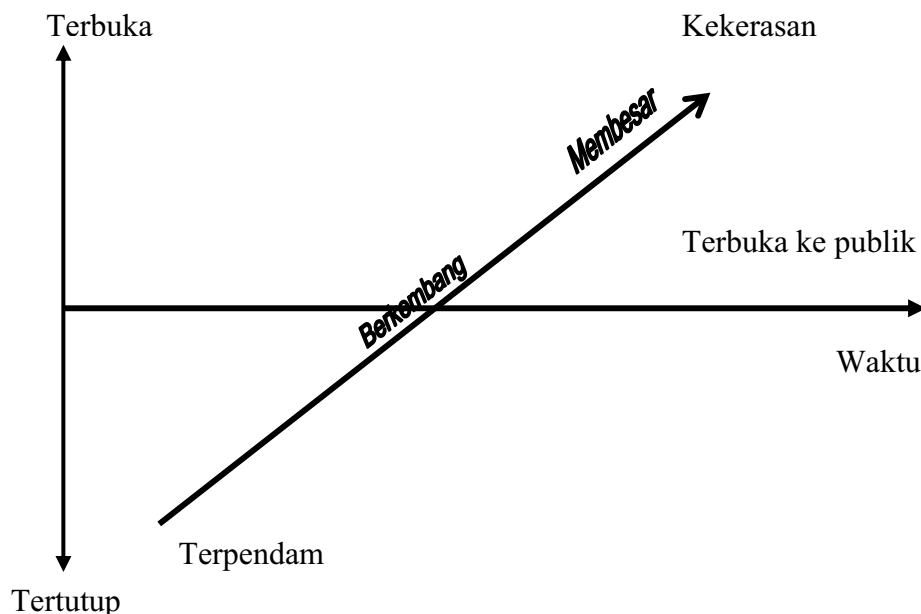 Terbuka
Kekerasan
Membesar
Terbuka ke publik
Berkembang
Waktu
Terpendam
Tertutup